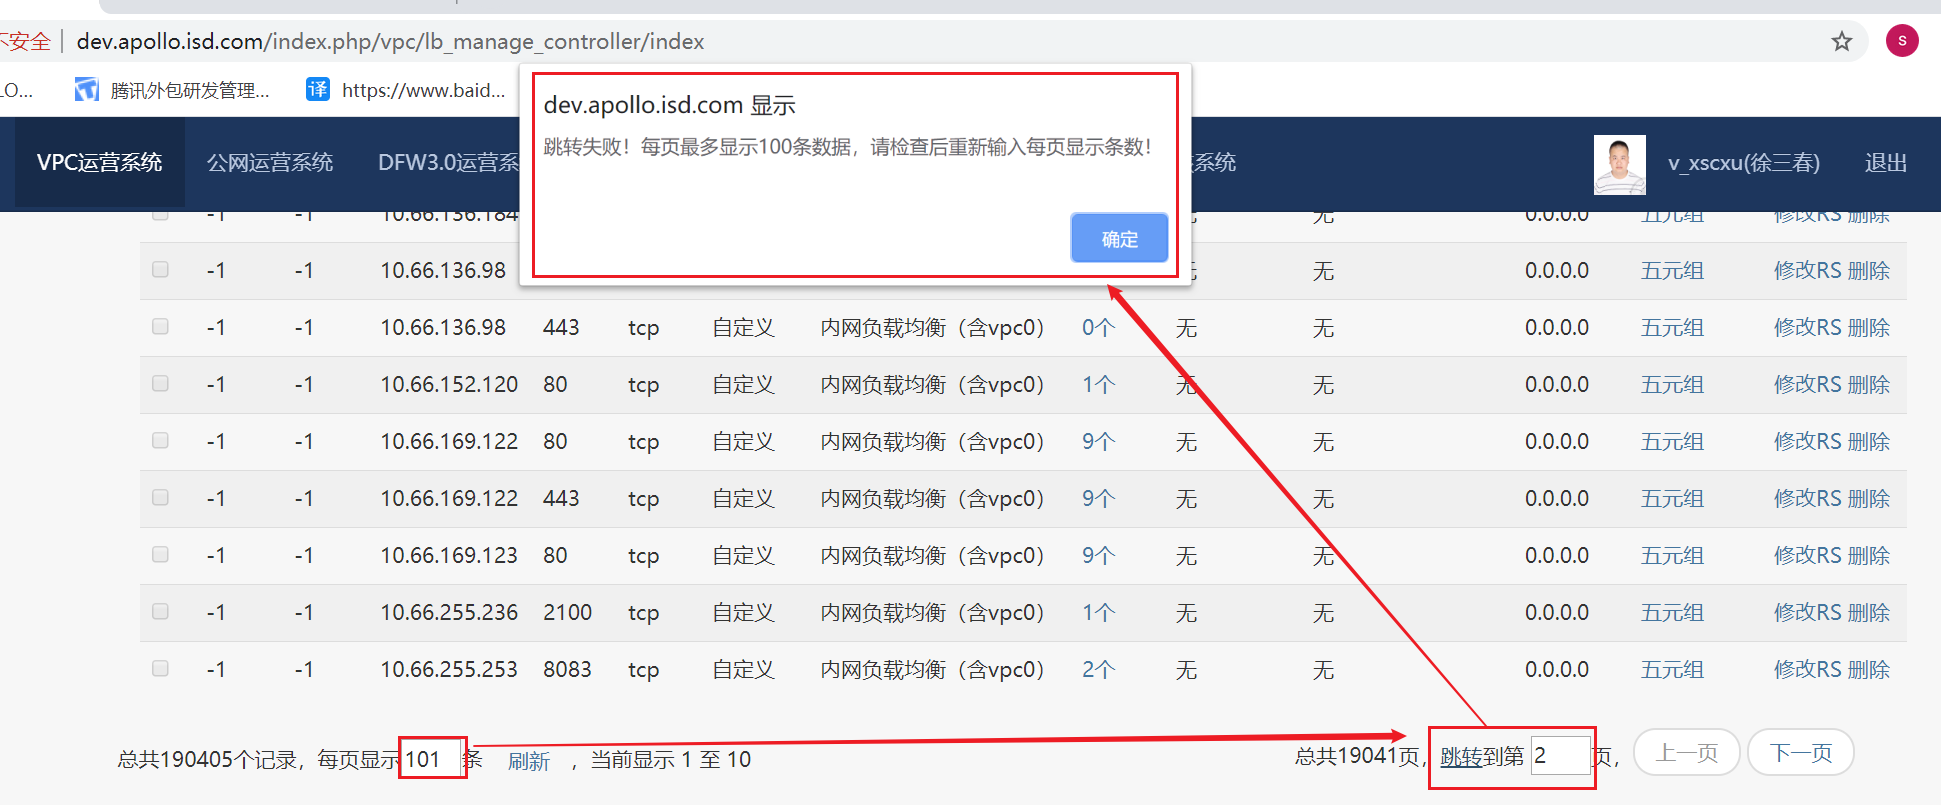 不安全 | dev.apollo.isd.com/index.php/vpc/lb_manage_controller/index S
LO... 腾讯外包研发管理... 译 https://www.baid...
dev.apollo.isd.com 显示
跳转失败！每页最多显示100条数据，请检查后重新输入每页显示条数！
确定
VPC运营系统 公网运营系统 DFW3.0运营系 系统 v_xscxu(徐三春) 退出
-1 -1 10.66.136.184 无 0.0.0.0 五元组 修改RS 删除
-1 -1 10.66.136.98 无 无 0.0.0.0 五元组 修改RS 删除
-1 -1 10.66.136.98 443 tcp 自定义 内网负载均衡（含vpc0） 0个 无 无 0.0.0.0 五元组 修改RS 删除
-1 -1 10.66.152.120 80 tcp 自定义 内网负载均衡（含vpc0） 1个 无 无 0.0.0.0 五元组 修改RS 删除
-1 -1 10.66.169.122 80 tcp 自定义 内网负载均衡（含vpc0） 9个 无 无 0.0.0.0 五元组 修改RS 删除
-1 -1 10.66.169.122 443 tcp 自定义 内网负载均衡（含vpc0） 9个 无 无 0.0.0.0 五元组 修改RS 删除
-1 -1 10.66.169.123 80 tcp 自定义 内网负载均衡（含vpc0） 9个 无 无 0.0.0.0 五元组 修改RS 删除
-1 -1 10.66.255.236 2100 tcp 自定义 内网负载均衡（含vpc0） 1个 无 无 0.0.0.0 五元组 修改RS 删除
-1 -1 10.66.255.253 8083 tcp 自定义 内网负载均衡（含vpc0） 2个 无 无 0.0.0.0 五元组 修改RS 删除
总共190405个记录，每页显示 101 条 刷新 ，当前显示 1 至 10 总共19041页，跳转到第 2 页， 上一页 下一页